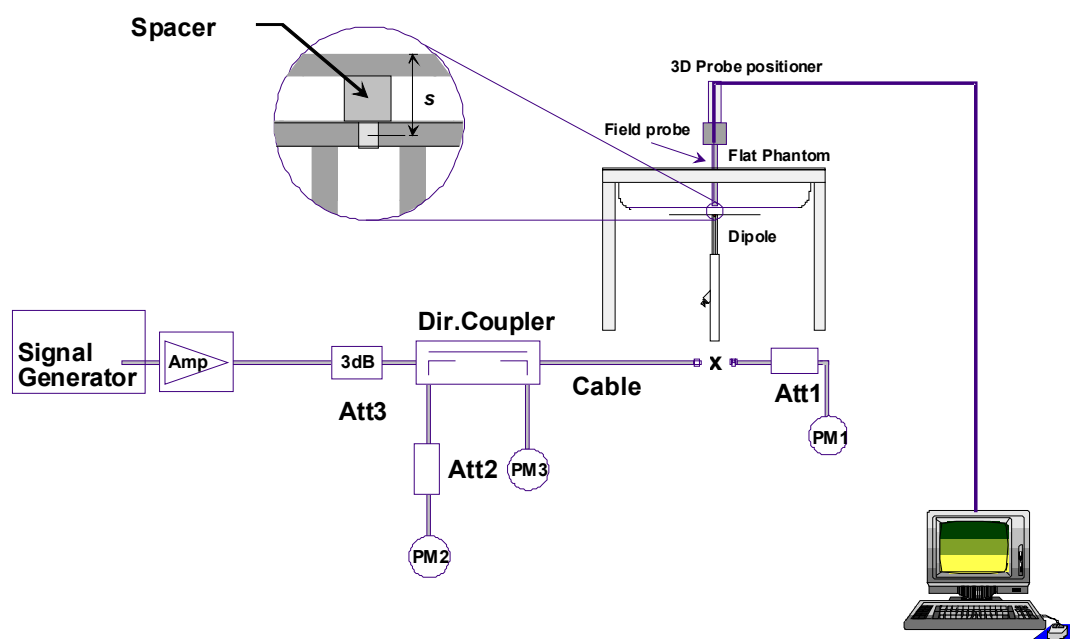 Spacer
s
3D Probe positioner
Field probe
Flat Phantom
Dipole
Dir.Coupler
Signal
Generator
Amp
3dB
Att3
Cable
x
Att1
PM1
Att2
PM3
PM2